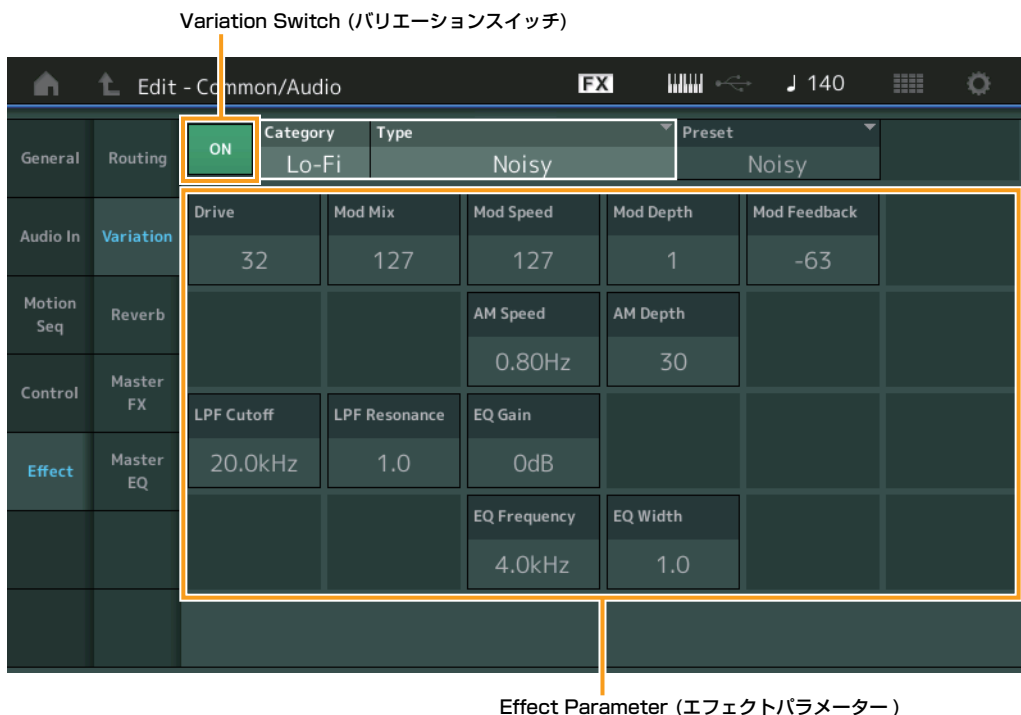 Variation Switch (バリエーションスイッチ)
Edit - Common/Audio
FX
♩ 140
General
Routing
ON
Category
Lo-Fi
Type
Noisy
Preset
Noisy
Audio In
Variation
Drive
32
Mod Mix
127
Mod Speed
127
Mod Depth
1
Mod Feedback
-63
Motion
Seq
Reverb
AM Speed
0.80Hz
AM Depth
30
Control
Master
FX
LPF Cutoff
20.0kHz
LPF Resonance
1.0
EQ Gain
0dB
Effect
Master
EQ
EQ Frequency
4.0kHz
EQ Width
1.0
Effect Parameter (エフェクトパラメーター )